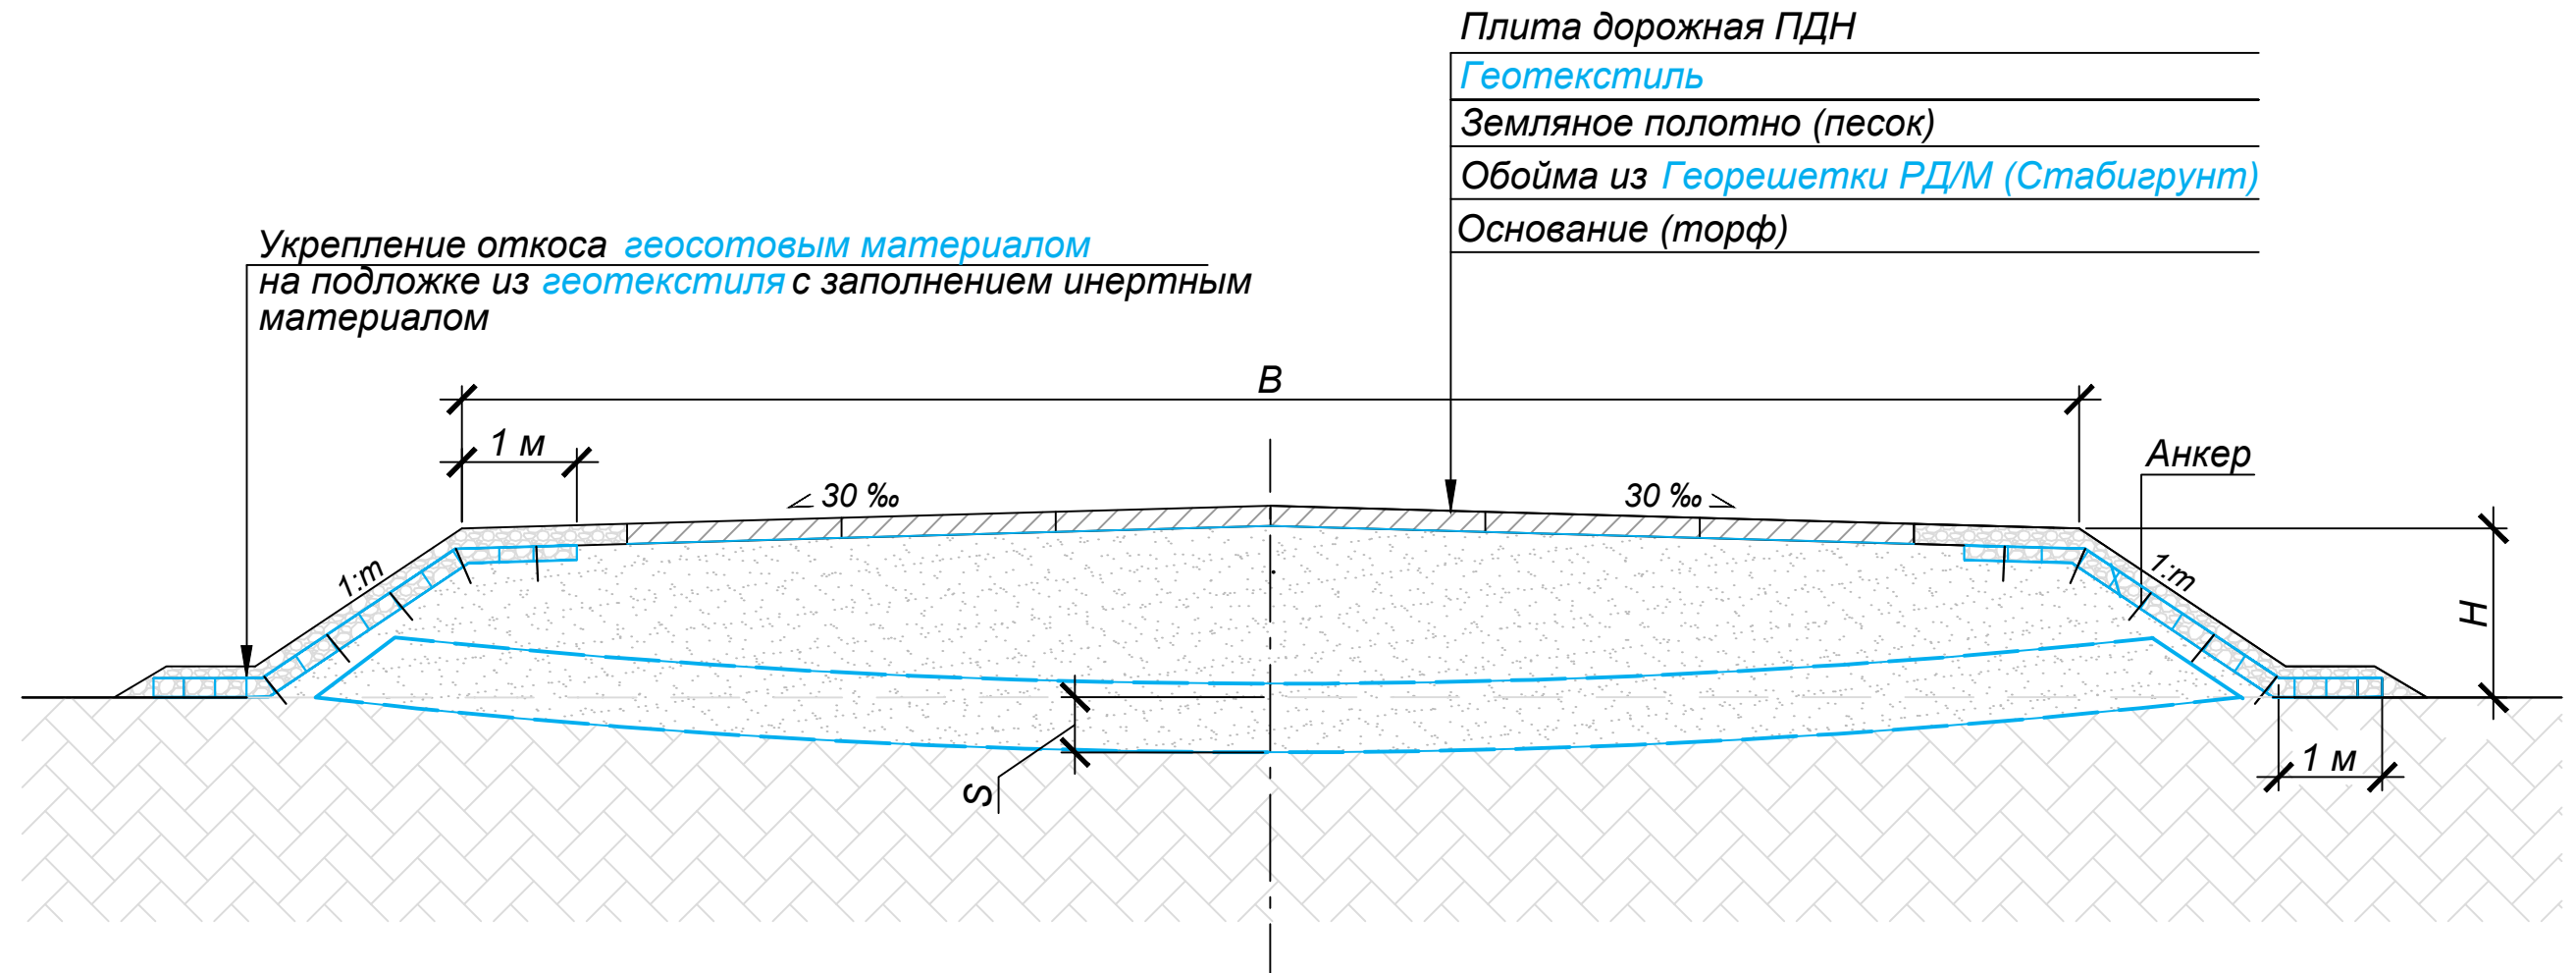 Плита дорожная ПДН
Геотекстиль
Земляное полотно (песок)
Обойма из Георешетки РД/М (Стабигрунт)
Основание (торф)
Укрепление откоса геосотовым материалом
на подложке из геотекстиля с заполнением инертным
материалом
В
1 м
Анкер
30 ‰
30 ‰
1:m
1:m
Н
S
1 м